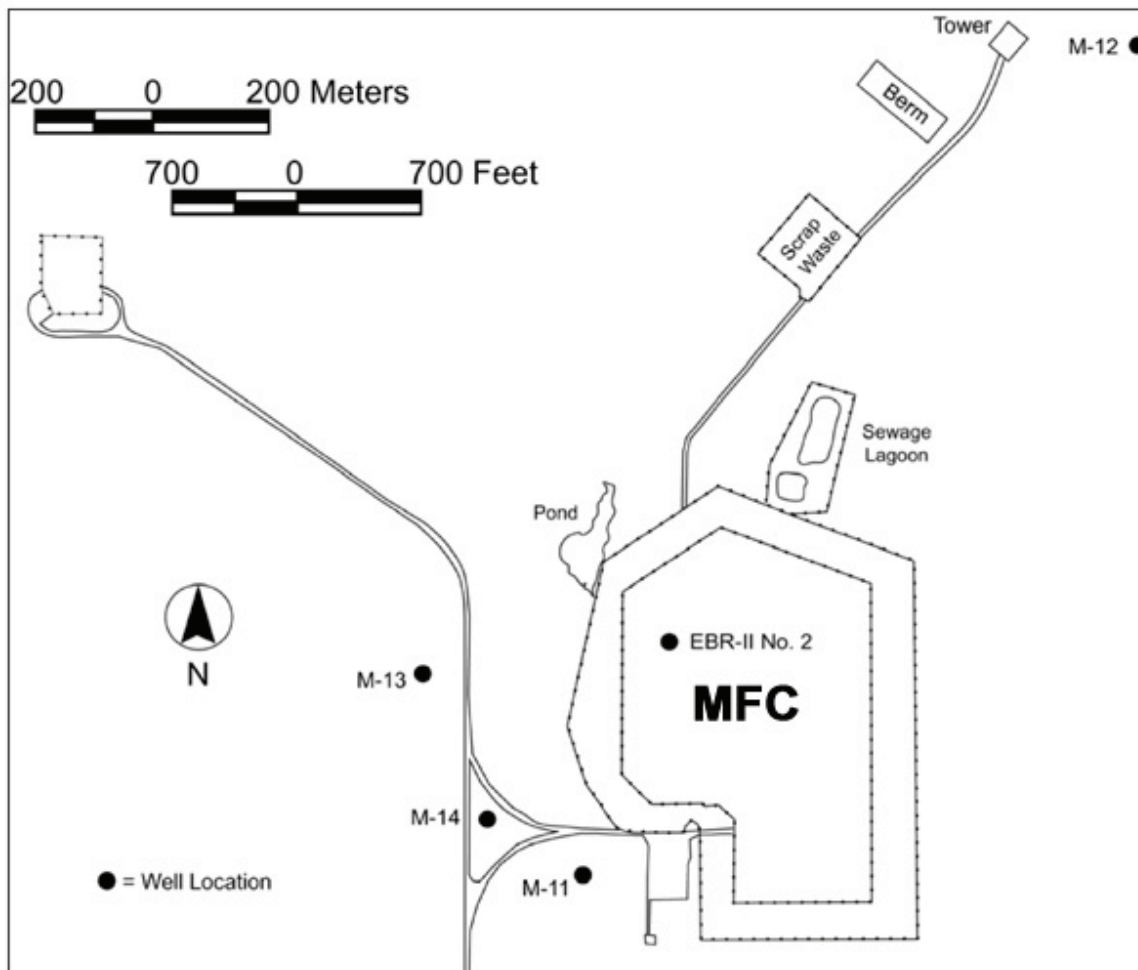 Tower
M-12
200 0 200 Meters
Berm
700 0 700 Feet
Scrap
Waste
Sewage
Lagoon
Pond
EBR-II No. 2
N
M-13
MFC
M-14
= Well Location
M-11